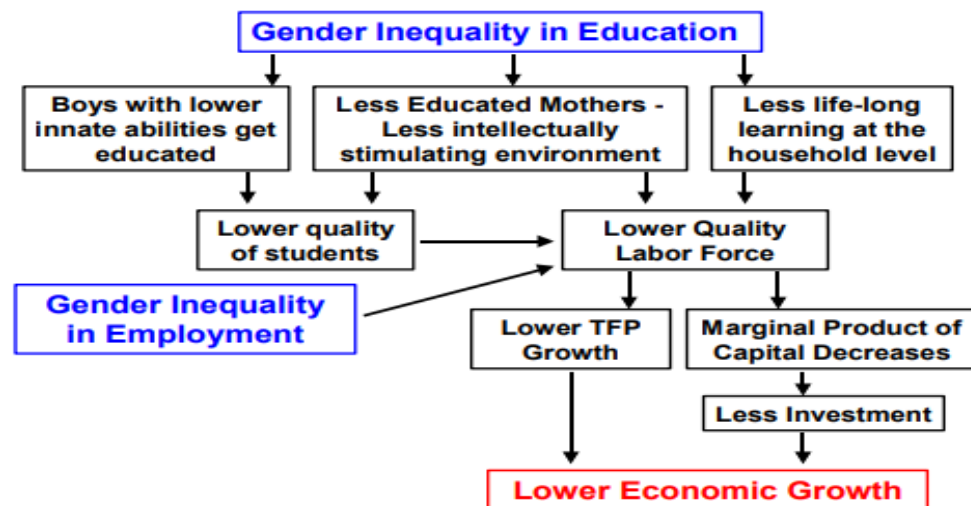 Gender Inequality in Education
Boys with lower
innate abilities get
educated
Less Educated Mothers -
Less intellectually
stimulating environment
Less life-long
learning at the
household level
Lower quality
of students
Lower Quality
Labor Force
Gender Inequality
in Employment
Lower TFP
Growth
Marginal Product of
Capital Decreases
Less Investment
Lower Economic Growth